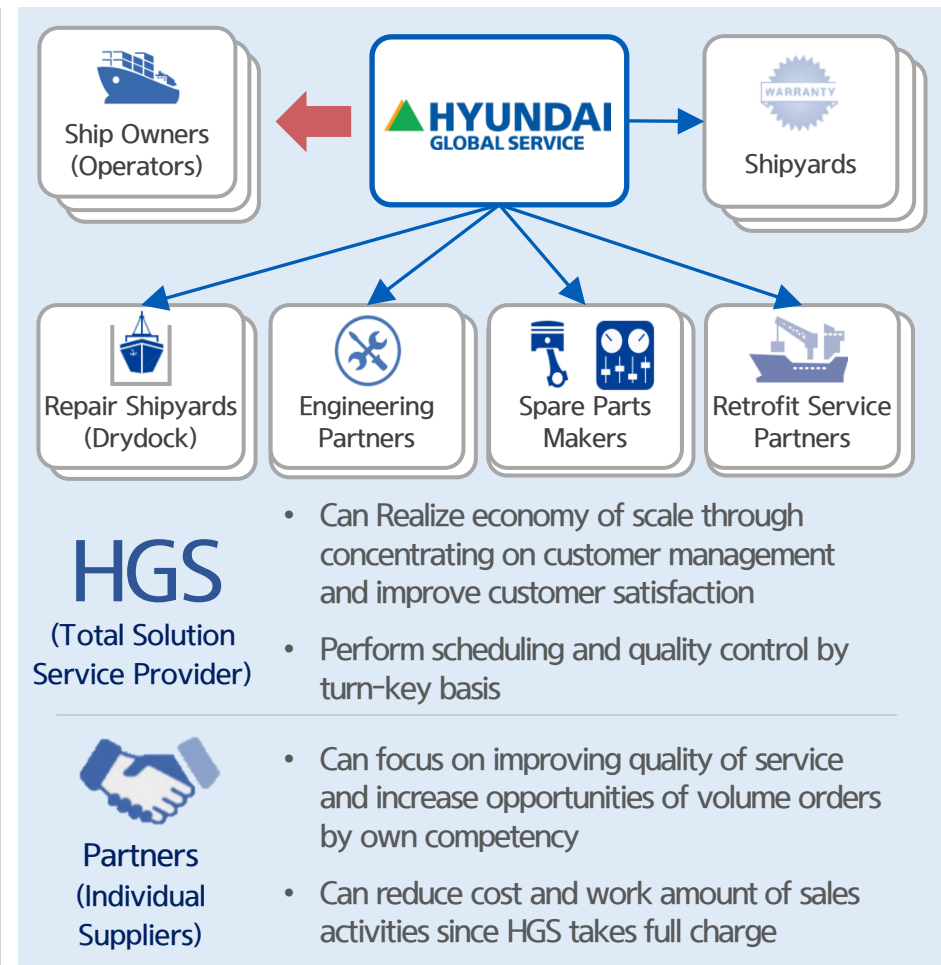 Ship Owners
(Operators)
HYUNDAI
GLOBAL SERVICE
WARRANTY
Shipyards
Repair Shipyards
(Drydock)
Engineering
Partners
Spare Parts
Makers
Retrofit Service
Partners
HGS
(Total Solution
Service Provider)
• Can Realize economy of scale through
concentrating on customer management
and improve customer satisfaction
• Perform scheduling and quality control by
turn-key basis
Partners
(Individual
Suppliers)
• Can focus on improving quality of service
and increase opportunities of volume orders
by own competency
• Can reduce cost and work amount of sales
activities since HGS takes full charge